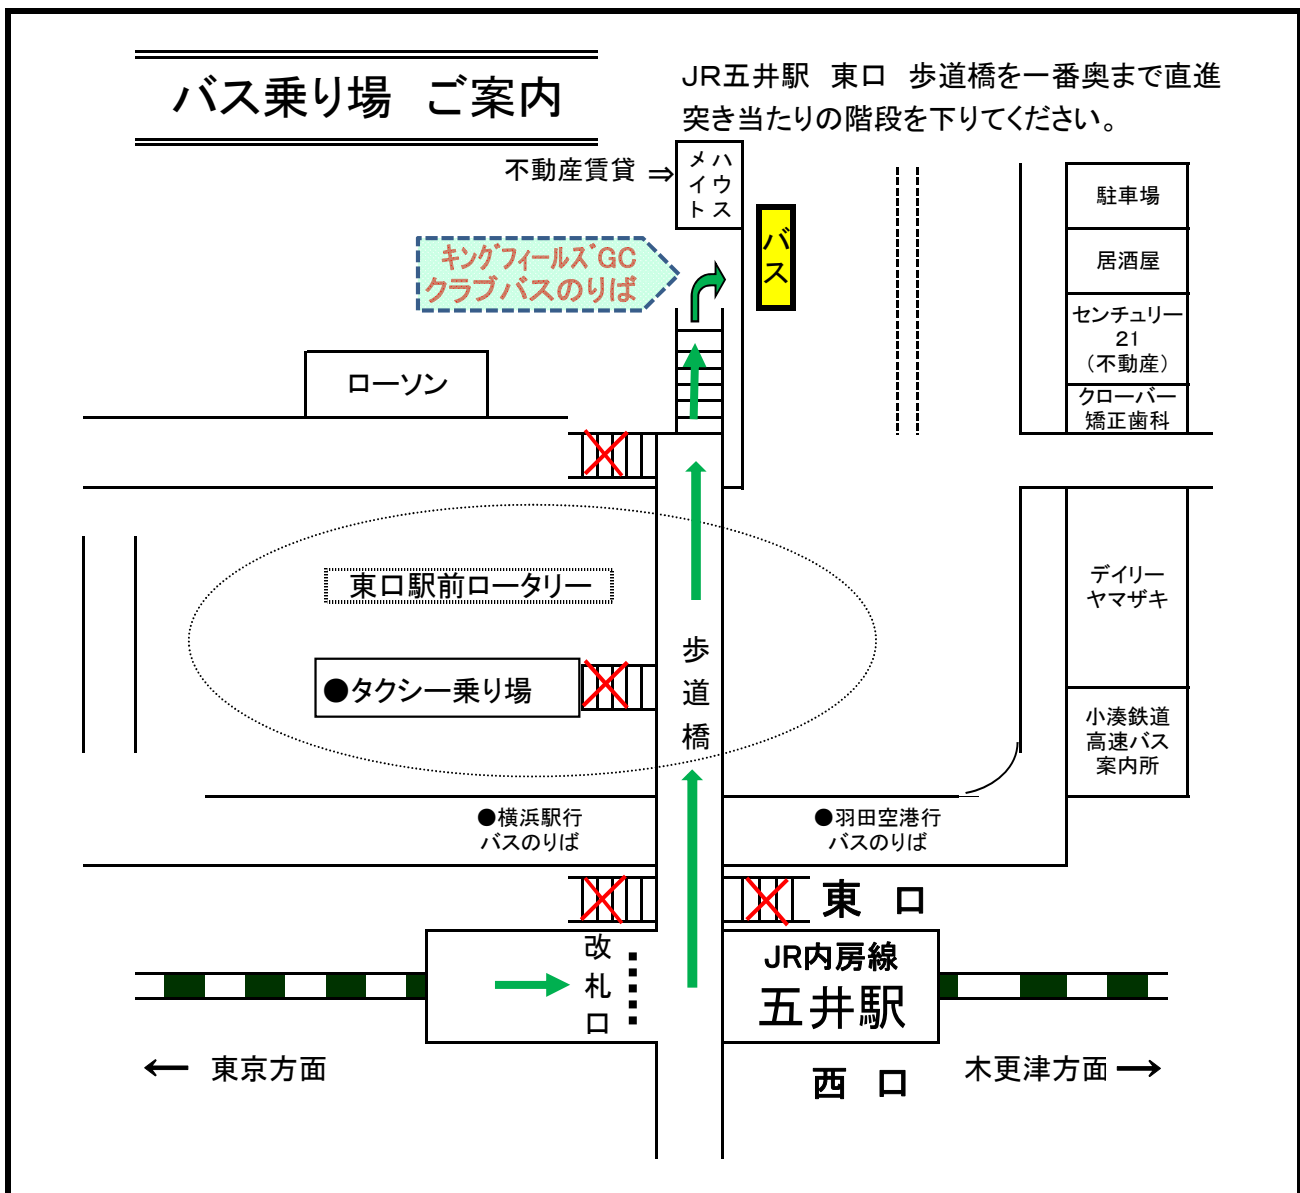 バス乗り場 ご案内
JR五井駅 東口 歩道橋を一番奥まで直進
突き当たりの階段を下りてください。
不動産賃貸 ⇒
ハウス
メイト
バス
キングフィールズGC
クラブバスのりば
駐車場
居酒屋
センチュリー
21
（不動産）
クローバー
矯正歯科
ローソン
東口駅前ロータリー
デイリー
ヤマザキ
歩道橋
●タクシー乗り場
小湊鉄道
高速バス
案内所
●横浜駅行
バスのりば
●羽田空港行
バスのりば
東 口
改札口
JR内房線
五井駅
← 東京方面
西 口
木更津方面 →